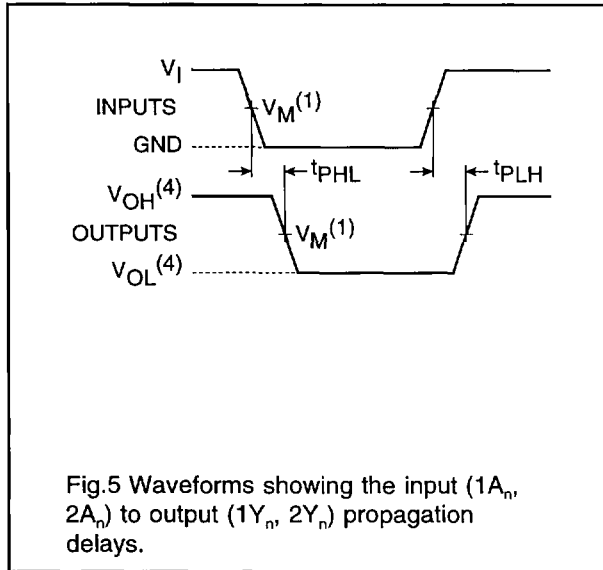 V_I
INPUTS
V_M(1)
GND
t_PHL
t_PLH
V_OH(4)
OUTPUTS
V_M(1)
V_OL(4)
Fig.5 Waveforms showing the input (1A_n,
2A_n) to output (1Y_n, 2Y_n) propagation
delays.